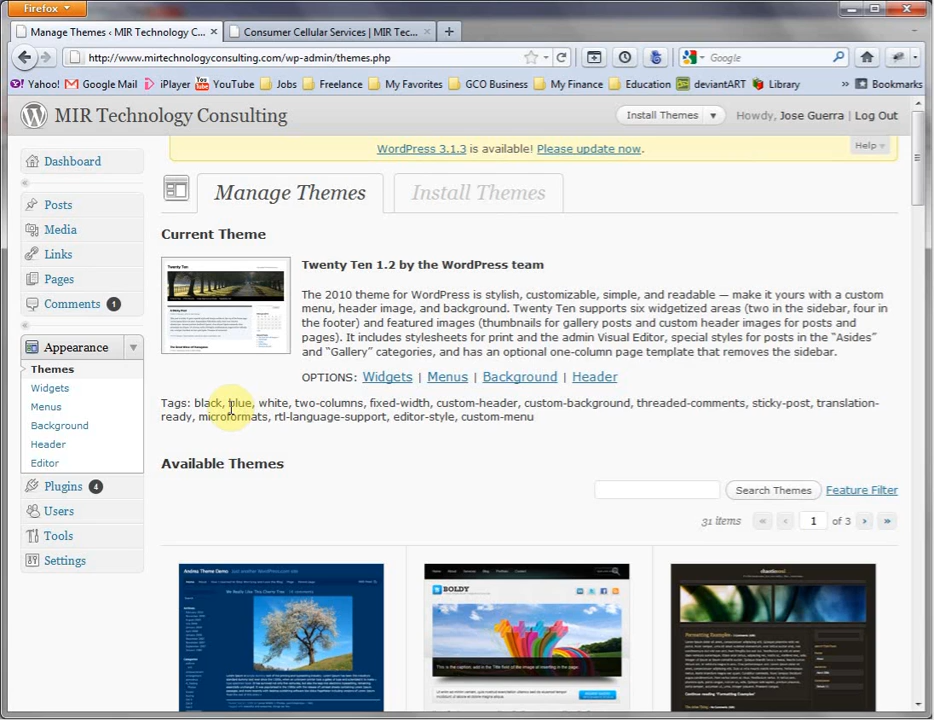 Firefox
Manage Themes ‹ MIR Technology C...
Consumer Cellular Services | MIR Tec...
http://www.mirtechnologyconsulting.com/wp-admin/themes.php
Google
Yahoo!
Google Mail
iPlayer
YouTube
Jobs
Freelance
My Favorites
GCO Business
My Finance
Education
deviantART
Library
»
Bookmarks
MIR Technology Consulting
Install Themes
Howdy, Jose Guerra | Log Out
WordPress 3.1.3 is available! Please update now.
Help
Dashboard
Posts
Media
Links
Pages
Comments 1
Appearance
Themes
Widgets
Menus
Background
Header
Editor
Plugins 4
Users
Tools
Settings
Manage Themes
Install Themes
Current Theme
Twenty Ten 1.2 by the WordPress team
The 2010 theme for WordPress is stylish, customizable, simple, and readable — make it yours with a custom
menu, header image, and background. Twenty Ten supports six widgetized areas (two in the sidebar, four in
the footer) and featured images (thumbnails for gallery posts and custom header images for posts and
pages). It includes stylesheets for print and the admin Visual Editor, special styles for posts in the “Asides”
and “Gallery” categories, and has an optional one-column page template that removes the sidebar.
OPTIONS: Widgets | Menus | Background | Header
Tags: black, blue, white, two-columns, fixed-width, custom-header, custom-background, threaded-comments, sticky-post, translation-
ready, microformats, rtl-language-support, editor-style, custom-menu
Available Themes
Search Themes
Feature Filter
31 items
« ‹ 1 of 3 › »
Twenty Ten
BOLDY
Formatting Examples